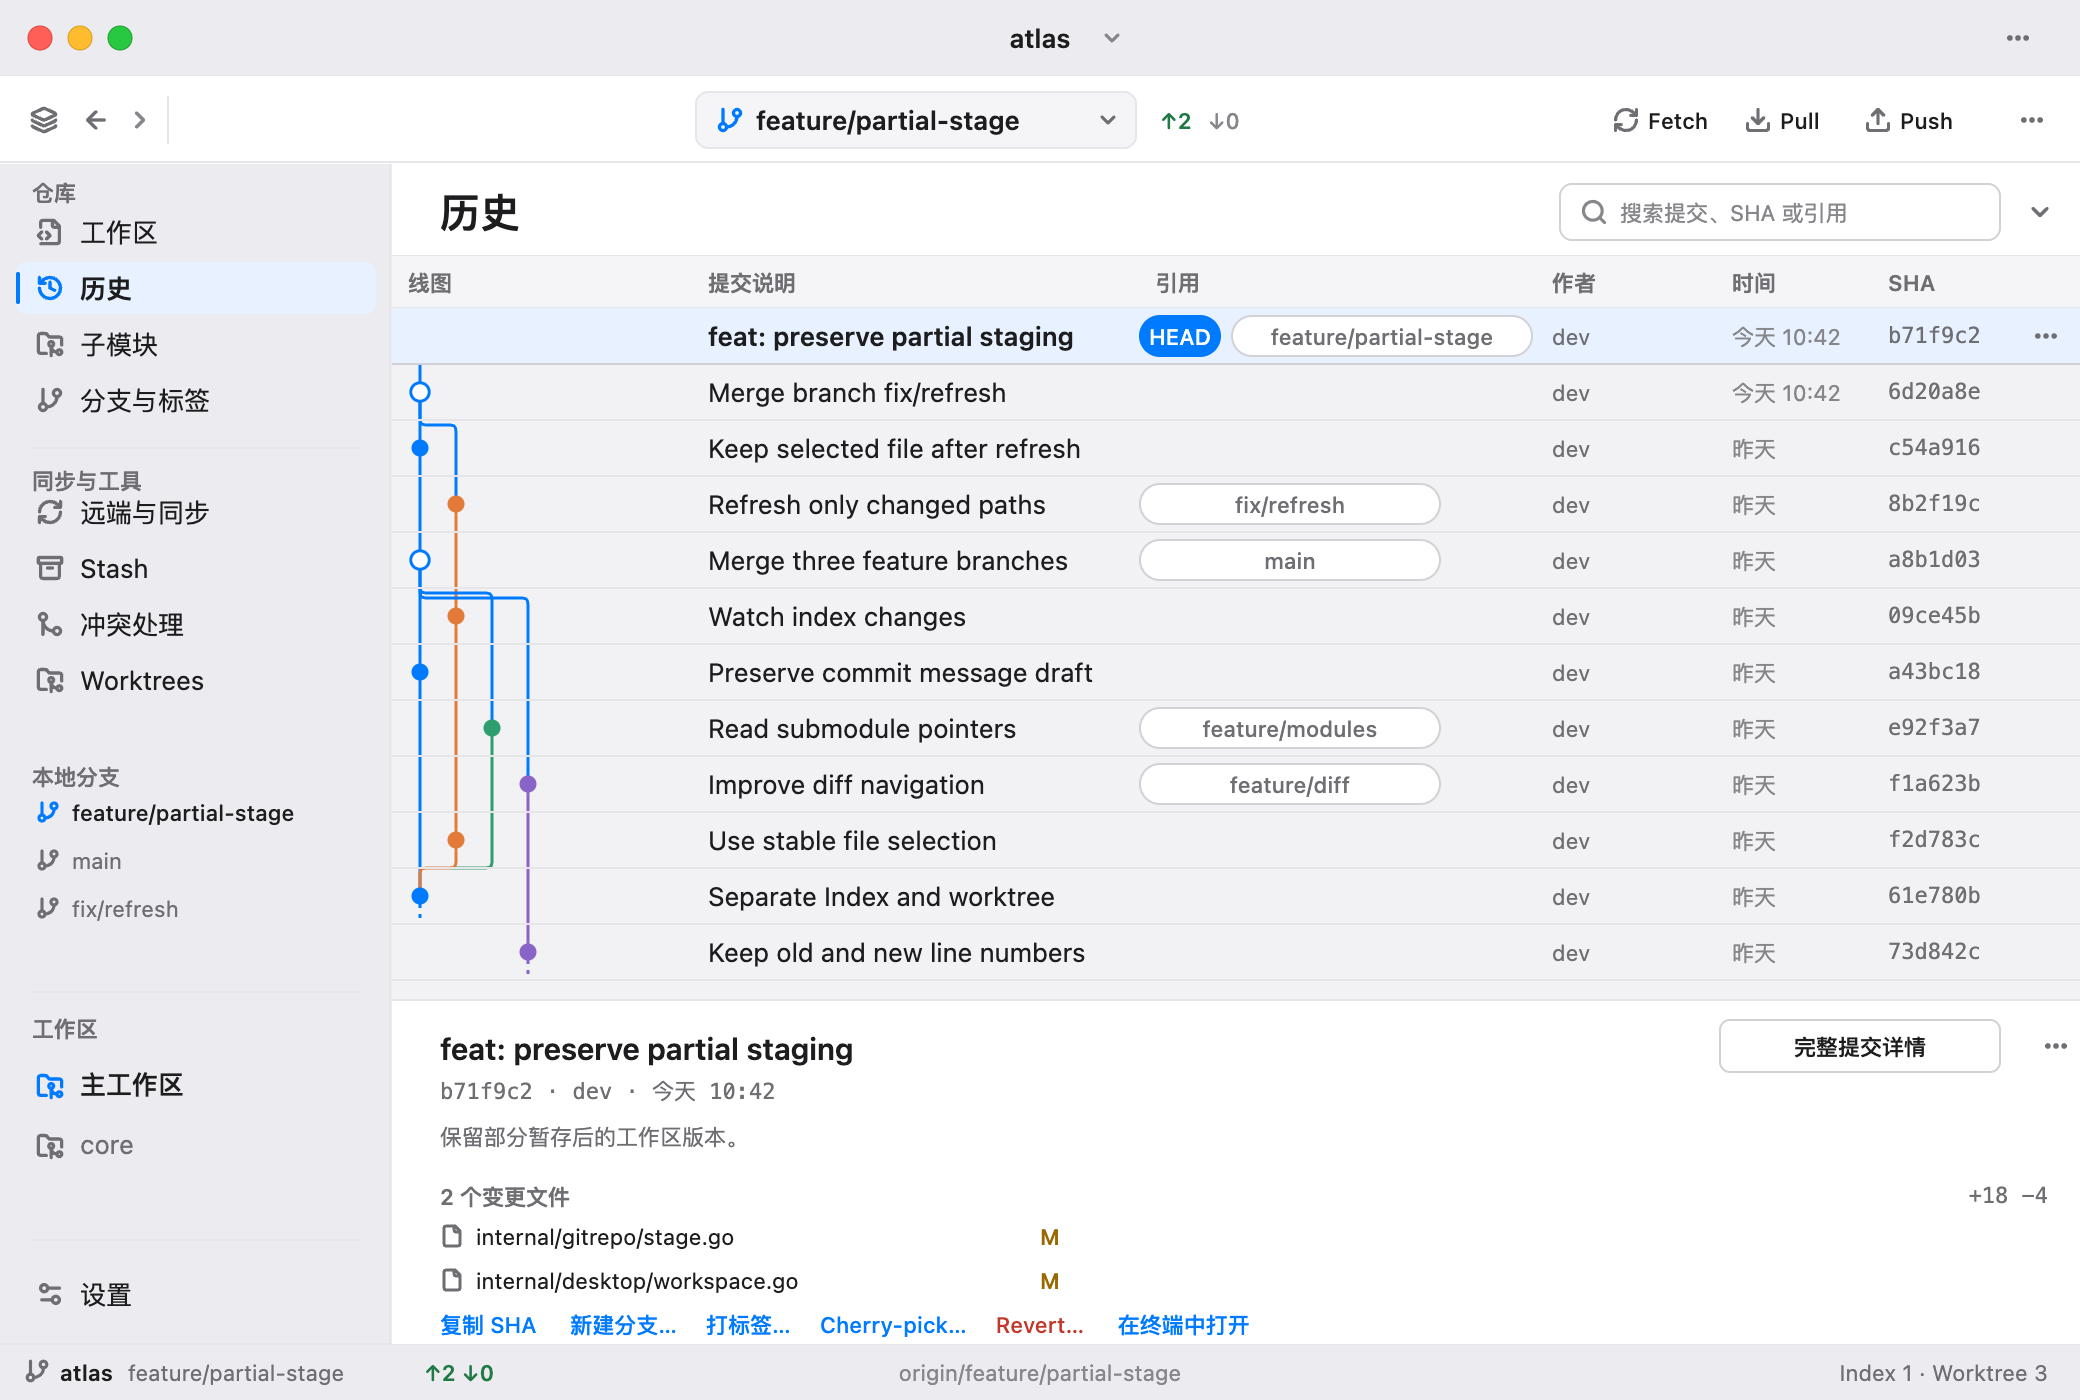 atlas
feature/partial-stage
↑2 ↓0
Fetch
Pull
Push
仓库
工作区
历史
子模块
分支与标签
同步与工具
远端与同步
Stash
冲突处理
Worktrees
本地分支
feature/partial-stage
main
fix/refresh
工作区
主工作区
core
设置
历史
搜索提交、SHA 或引用
线图 提交说明 引用 作者 时间 SHA
feat: preserve partial staging HEAD feature/partial-stage dev 今天 10:42 b71f9c2
Merge branch fix/refresh dev 今天 10:42 6d20a8e
Keep selected file after refresh dev 昨天 c54a916
Refresh only changed paths fix/refresh dev 昨天 8b2f19c
Merge three feature branches main dev 昨天 a8b1d03
Watch index changes dev 昨天 09ce45b
Preserve commit message draft dev 昨天 a43bc18
Read submodule pointers feature/modules dev 昨天 e92f3a7
Improve diff navigation feature/diff dev 昨天 f1a623b
Use stable file selection dev 昨天 f2d783c
Separate Index and worktree dev 昨天 61e780b
Keep old and new line numbers dev 昨天 73d842c
feat: preserve partial staging
完整提交详情
b71f9c2 · dev · 今天 10:42
保留部分暂存后的工作区版本。
2 个变更文件 +18 −4
internal/gitrepo/stage.go M
internal/desktop/workspace.go M
复制 SHA 新建分支... 打标签... Cherry-pick... Revert... 在终端中打开
atlas feature/partial-stage ↑2 ↓0 origin/feature/partial-stage Index 1 · Worktree 3